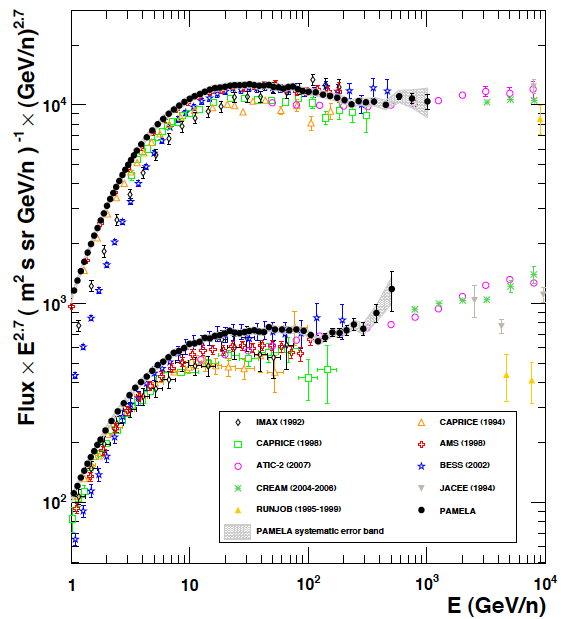 Flux × E^2.7 ( m^2 s sr GeV/n ) ^-1 × (GeV/n)^2.7
10^4
10^3
10^2
IMAX (1992)
CAPRICE (1994)
CAPRICE (1998)
AMS (1998)
ATIC-2 (2007)
BESS (2002)
CREAM (2004-2006)
JACEE (1994)
RUNJOB (1995-1999)
PAMELA
PAMELA systematic error band
1
10
10^2
10^3
10^4
E (GeV/n)